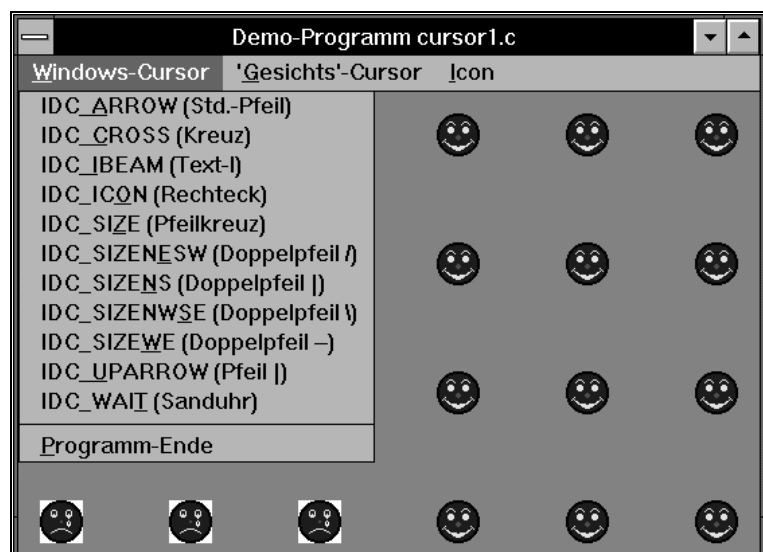 Demo-Programm cursor1.c
Windows-Cursor 'Gesichts'-Cursor Icon
IDC_ARROW (Std.-Pfeil)
IDC_CROSS (Kreuz)
IDC_IBEAM (Text-I)
IDC_ICON (Rechteck)
IDC_SIZE (Pfeilkreuz)
IDC_SIZENESW (Doppelpfeil /)
IDC_SIZENS (Doppelpfeil |)
IDC_SIZENWSE (Doppelpfeil \)
IDC_SIZEWE (Doppelpfeil –)
IDC_UPARROW (Pfeil |)
IDC_WAIT (Sanduhr)
Programm-Ende